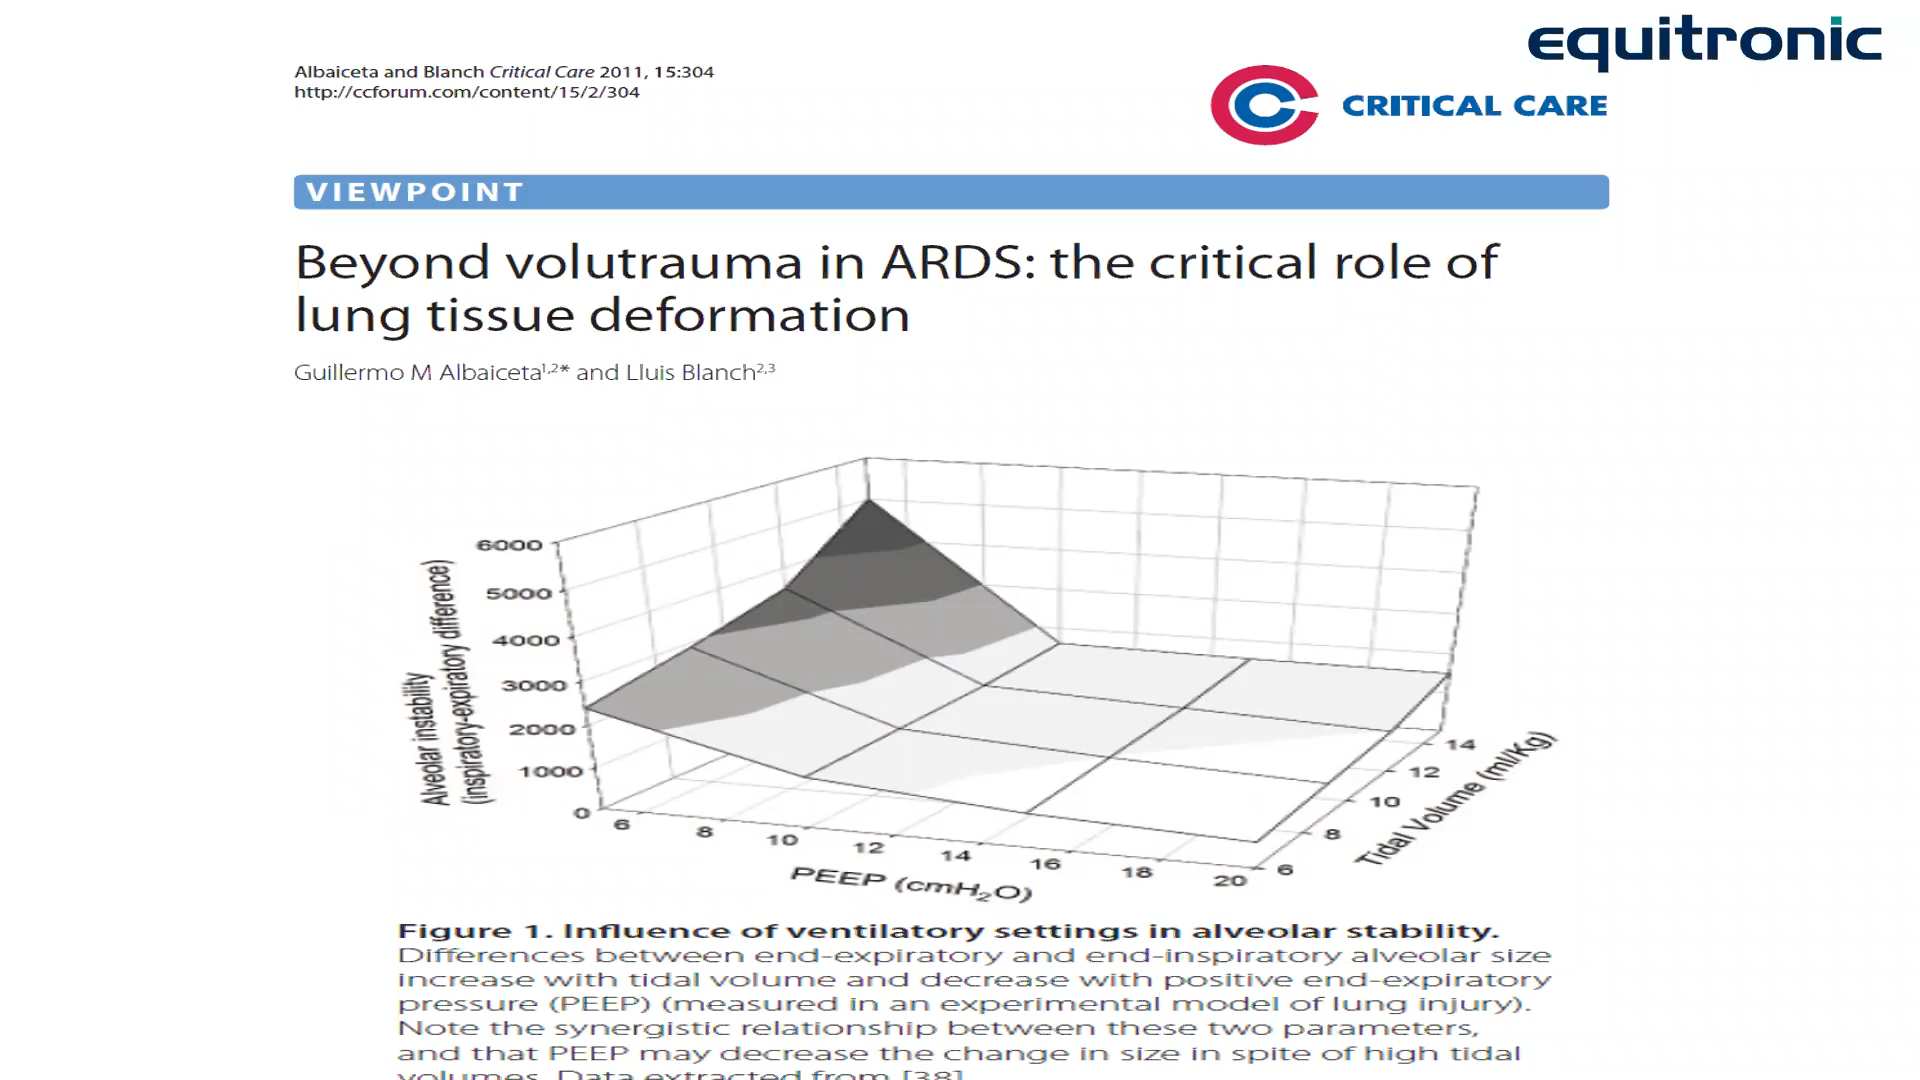 equitronic
Albaiceta and Blanch Critical Care 2011, 15:304
http://ccforum.com/content/15/2/304
CRITICAL CARE
VIEWPOINT
Beyond volutrauma in ARDS: the critical role of
lung tissue deformation
Guillermo M Albaiceta1,2* and Lluis Blanch2,3
6000
5000
4000
3000
2000
1000
0
Alveolar instability
(inspiratory-expiratory difference)
6
8
10
12
14
16
18
20
PEEP (cmH2O)
6
8
10
12
14
Tidal Volume (ml/Kg)
Figure 1. Influence of ventilatory settings in alveolar stability.
Differences between end-expiratory and end-inspiratory alveolar size
increase with tidal volume and decrease with positive end-expiratory
pressure (PEEP) (measured in an experimental model of lung injury).
Note the synergistic relationship between these two parameters,
and that PEEP may decrease the change in size in spite of high tidal
volumes. Data extracted from [38].